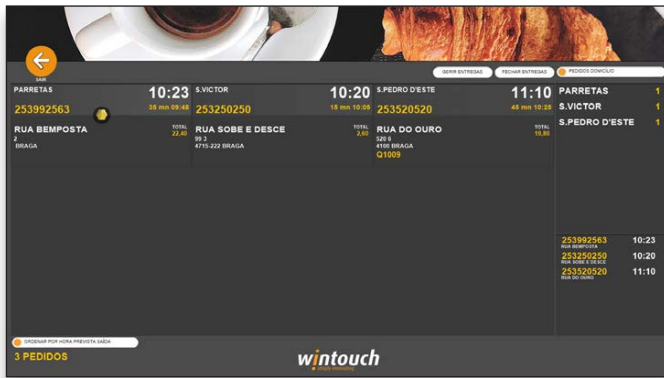 SAIR
GERIR ENTREGAS
FECHAR ENTREGAS
PEDIDOS DOMICÍLIO
PARRETAS
10:23
253992563
35 mn 09:48
S.VICTOR
10:20
253250250
15 mn 10:05
S.PEDRO D'ESTE
11:10
253520520
45 mn 10:25
RUA BEMPOSTA
TOTAL
22,40
2
BRAGA
RUA SOBE E DESCE
TOTAL
2,60
99 3
4715-222 BRAGA
RUA DO OURO
TOTAL
19,80
520 6
4100 BRAGA
Q1009
PARRETAS 1
S.VICTOR 1
S.PEDRO D'ESTE 1
253992563 10:23
RUA BEMPOSTA
253250250 10:20
RUA SOBE E DESCE
253520520 11:10
RUA DO OURO
ORDENAR POR HORA PREVISTA SAÍDA
3 PEDIDOS
wintouch
simply interesting